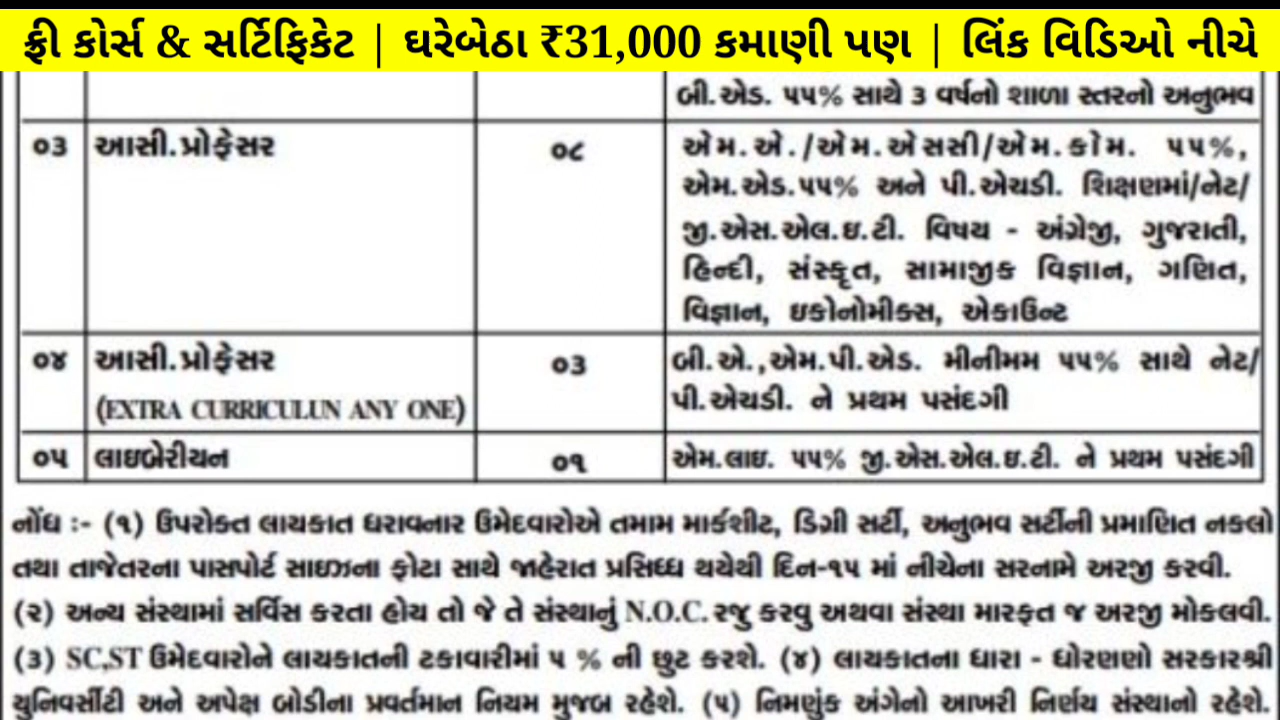 ફ્રી કોર્સ & સર્ટિફિકેટ | ઘરેબેઠા ₹31,000 કમાણી પણ | લિંક વિડિઓ નીચે
બી.એડ. ૫૫% સાથે ૩ વર્ષનો શાળા સ્તરનો અનુભવ
૦૩ આસી.પ્રોફેસર ૦૮ એમ.એ./એમ.એસસી/એમ.કોમ. ૫૫%,
એમ.એડ.૫૫% અને પી.એચડી. શિક્ષણમાં/નેટ/
જી.એસ.એલ.ઇ.ટી. વિષય - અંગ્રેજી, ગુજરાતી,
હિન્દી, સંસ્કૃત, સામાજીક વિજ્ઞાન, ગણિત,
વિજ્ઞાન, ઇકોનોમીક્સ, એકાઉન્ટ
૦૪ આસી.પ્રોફેસર ૦૩ બી.એ.,એમ.પી.એડ. મીનીમમ ૫૫% સાથે નેટ/
(EXTRA CURRICULUN ANY ONE) પી.એચડી. ને પ્રથમ પસંદગી
૦૫ લાઇબ્રેરીયન ૦૧ એમ.લાઇ. ૫૫% જી.એસ.એલ.ઇ.ટી. ને પ્રથમ પસંદગી
નોંધ :- (૧) ઉપરોક્ત લાયકાત ધરાવનાર ઉમેદવારોએ તમામ માર્કશીટ, ડિગ્રી સર્ટી, અનુભવ સર્ટીની પ્રમાણિત નકલો
તથા તાજેતરના પાસપોર્ટ સાઇઝના ફોટા સાથે જાહેરાત પ્રસિધ્ધ થયેથી દિન-૧૫ માં નીચેના સરનામે અરજી કરવી.
(૨) અન્ય સંસ્થામાં સર્વિસ કરતા હોય તો જે તે સંસ્થાનું N.O.C. રજુ કરવુ અથવા સંસ્થા મારફત જ અરજી મોકલવી.
(૩) SC,ST ઉમેદવારોને લાયકાતની ટકાવારીમાં ૫ % ની છુટ કરશે. (૪) લાયકાતના ધારા - ધોરણણો સરકારશ્રી
યુનિવર્સીટી અને અપેક્ષ બોડીના પ્રવર્તમાન નિયમ મુજબ રહેશે. (૫) નિમણુંક અંગેનો આખરી નિર્ણય સંસ્થાનો રહેશે.